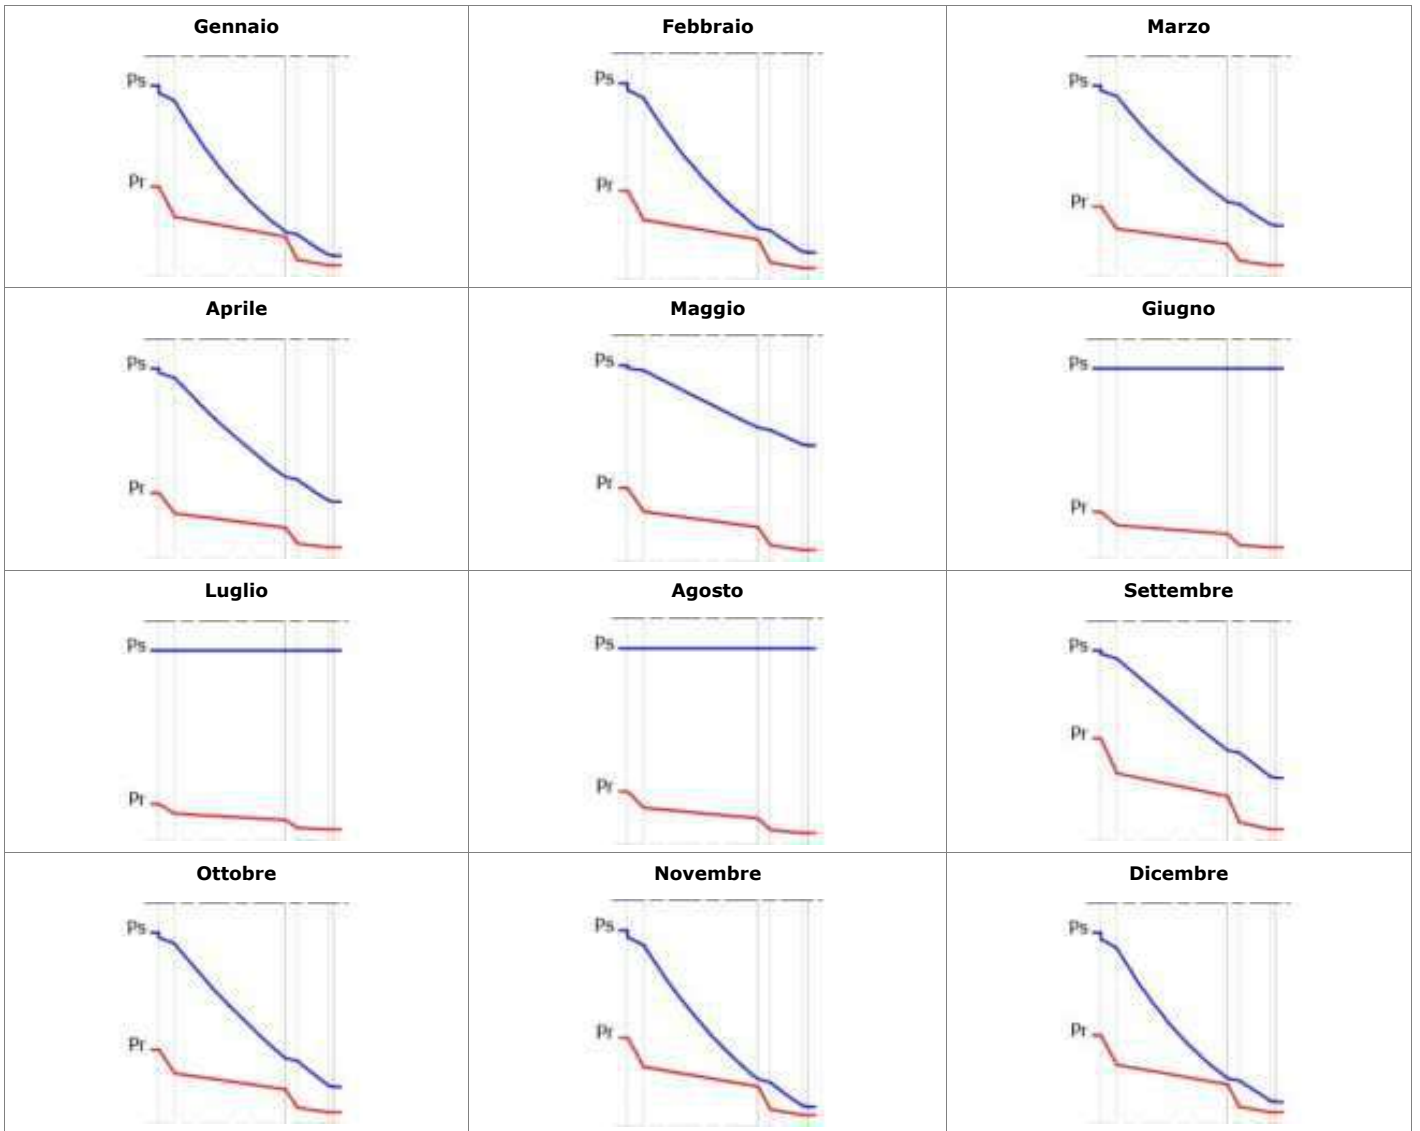 Gennaio
Febbraio
Marzo
Ps
Ps
Ps
Pr
Pr
Pr
Aprile
Maggio
Giugno
Ps
Ps
Ps
Pr
Pr
Pr
Luglio
Agosto
Settembre
Ps
Ps
Ps
Pr
Pr
Pr
Ottobre
Novembre
Dicembre
Ps
Ps
Ps
Pr
Pr
Pr